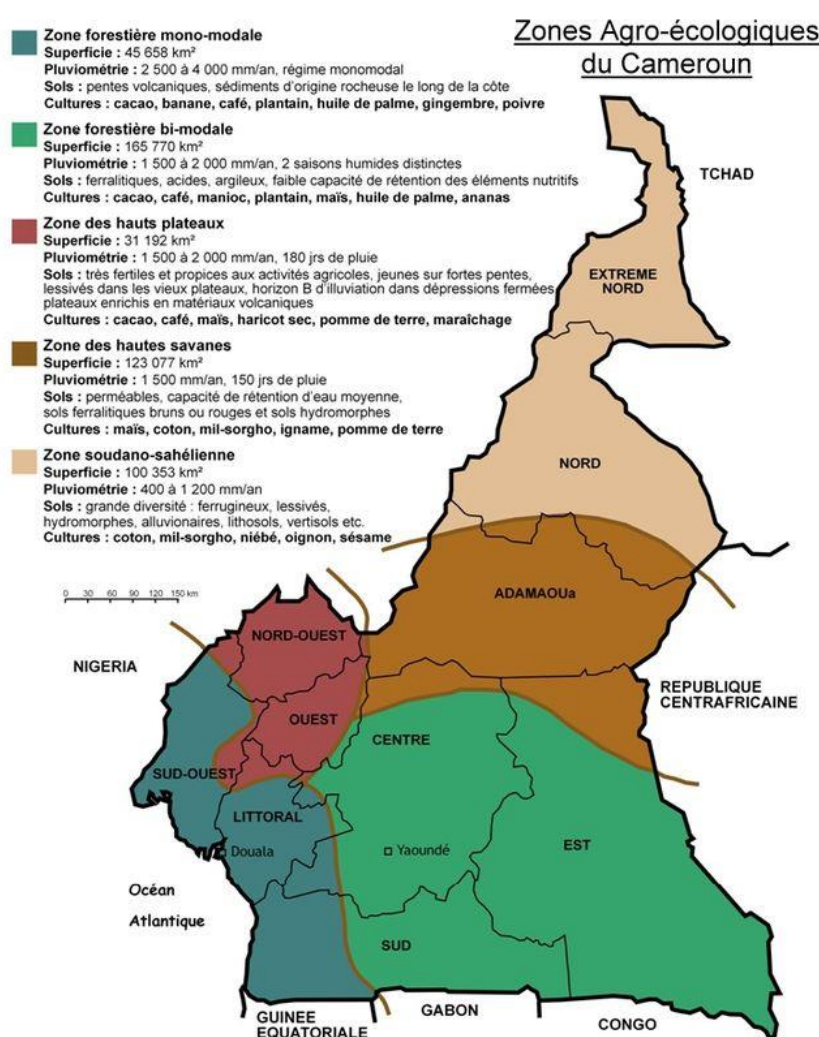 Zones Agro-écologiques
du Cameroun
Zone forestière mono-modale
Superficie : 45 658 km²
Pluviométrie : 2 500 à 4 000 mm/an, régime monomodal
Sols : pentes volcaniques, sédiments d'origine rocheuse le long de la côte
Cultures : cacao, banane, café, plantain, huile de palme, gingembre, poivre
Zone forestière bi-modale
Superficie : 165 770 km²
Pluviométrie : 1 500 à 2 000 mm/an, 2 saisons humides distinctes
Sols : ferralitiques, acides, argileux, faible capacité de rétention des éléments nutritifs
Cultures : cacao, café, manioc, plantain, maïs, huile de palme, ananas
Zone des hauts plateaux
Superficie : 31 192 km²
Pluviométrie : 1 500 à 2 000 mm/an, 180 jrs de pluie
Sols : très fertiles et propices aux activités agricoles, jeunes sur fortes pentes,
lessivés dans les vieux plateaux, horizon B d'illuviation dans dépressions fermées
plateaux enrichis en matériaux volcaniques
Cultures : cacao, café, maïs, haricot sec, pomme de terre, maraîchage
Zone des hautes savanes
Superficie : 123 077 km²
Pluviométrie : 1 500 mm/an, 150 jrs de pluie
Sols : perméables, capacité de rétention d'eau moyenne,
sols ferralitiques bruns ou rouges et sols hydromorphes
Cultures : maïs, coton, mil-sorgho, igname, pomme de terre
Zone soudano-sahélienne
Superficie : 100 353 km²
Pluviométrie : 400 à 1 200 mm/an
Sols : grande diversité : ferrugineux, lessivés,
hydromorphes, alluvionaires, lithosols, vertisols etc.
Cultures : coton, mil-sorgho, niébé, oignon, sésame
0 30 60 90 120 150 km
TCHAD
EXTREME
NORD
NORD
ADAMAOUa
NORD-OUEST
NIGERIA
REPUBLIQUE
CENTRAFRICAINE
OUEST
CENTRE
SUD-OUEST
LITTORAL
EST
Douala
Yaoundé
Océan
Atlantique
SUD
GUINEE
EQUATORIALE
GABON
CONGO